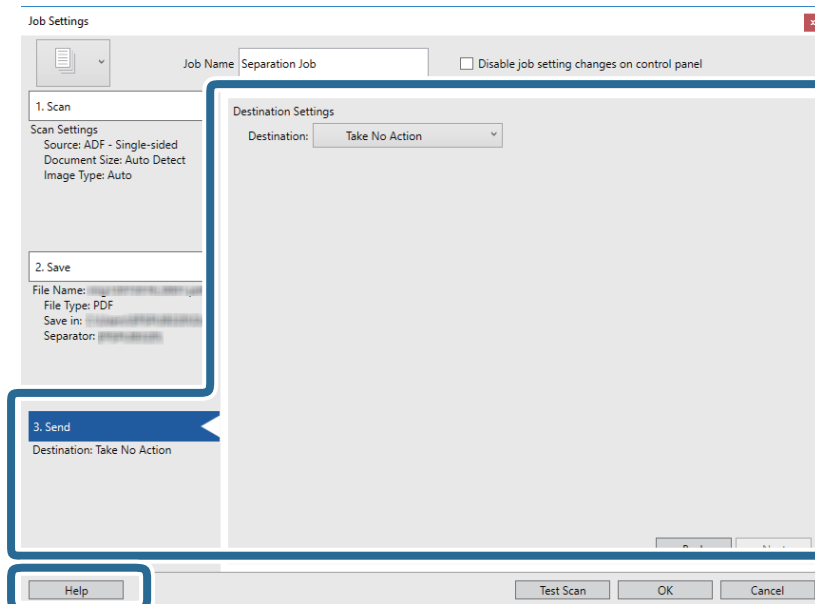 Job Settings
Job Name Separation Job
Disable job setting changes on control panel
1. Scan
Scan Settings
Source: ADF - Single-sided
Document Size: Auto Detect
Image Type: Auto
2. Save
File Name:
File Type: PDF
Save in:
Separator:
3. Send
Destination: Take No Action
Destination Settings
Destination: Take No Action
Help
Test Scan
OK
Cancel